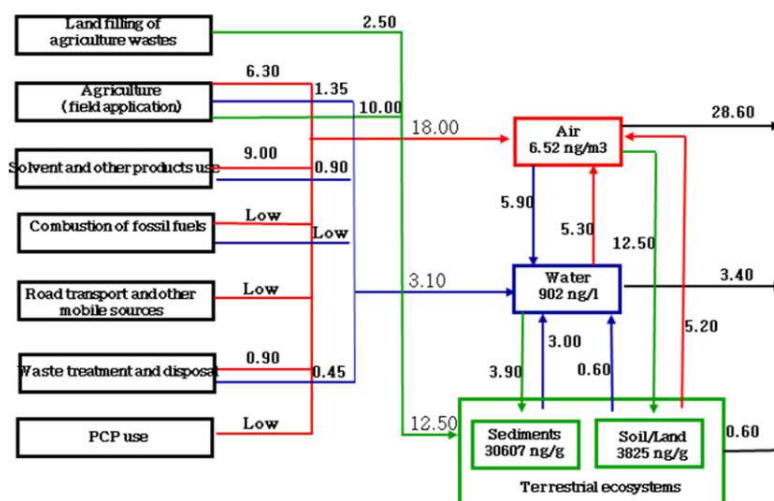 Land filling of
agriculture wastes
2.50
6.30
Agriculture
(field application)
1.35
10.00
18.00
Air
6.52 ng/m3
28.60
9.00
Solvent and other products use
0.90
5.90
5.30
12.50
Low
Combustion of fossil fuels
Low
3.10
Water
902 ng/l
3.40
Road transport and other
mobile sources
Low
5.20
3.00
0.90
Waste treatment and disposal
0.45
3.90
0.60
Low
PCP use
12.50
Sediments
30607 ng/g
Soil/Land
3825 ng/g
0.60
Terrestrial ecosystems